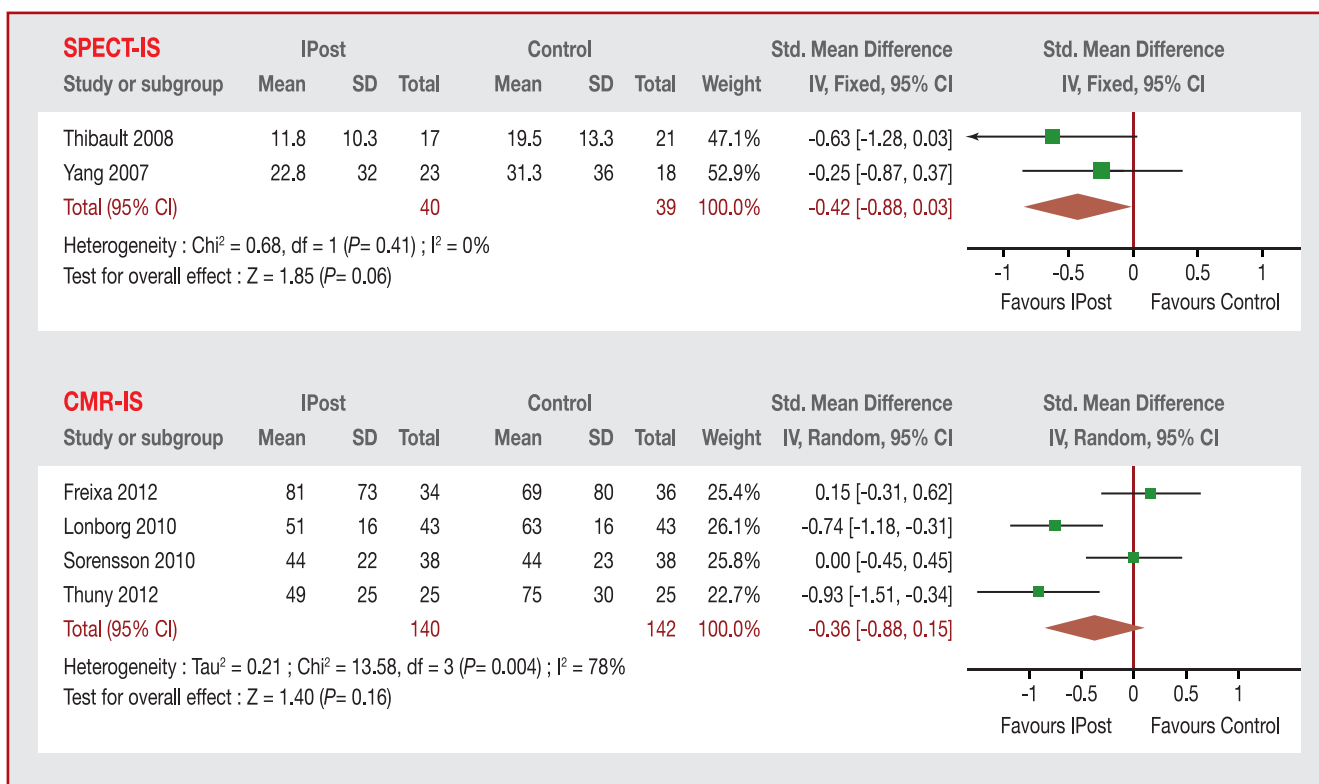 SPECT-IS IPost Control Std. Mean Difference Std. Mean Difference
Study or subgroup Mean SD Total Mean SD Total Weight IV, Fixed, 95% CI IV, Fixed, 95% CI
Thibault 2008 11.8 10.3 17 19.5 13.3 21 47.1% -0.63 [-1.28, 0.03]
Yang 2007 22.8 32 23 31.3 36 18 52.9% -0.25 [-0.87, 0.37]
Total (95% CI) 40 39 100.0% -0.42 [-0.88, 0.03]
Heterogeneity : Chi² = 0.68, df = 1 (P= 0.41) ; I² = 0%
Test for overall effect : Z = 1.85 (P= 0.06)
-1 -0.5 0 0.5 1
Favours IPost Favours Control
CMR-IS IPost Control Std. Mean Difference Std. Mean Difference
Study or subgroup Mean SD Total Mean SD Total Weight IV, Random, 95% CI IV, Random, 95% CI
Freixa 2012 81 73 34 69 80 36 25.4% 0.15 [-0.31, 0.62]
Lonborg 2010 51 16 43 63 16 43 26.1% -0.74 [-1.18, -0.31]
Sorensson 2010 44 22 38 44 23 38 25.8% 0.00 [-0.45, 0.45]
Thuny 2012 49 25 25 75 30 25 22.7% -0.93 [-1.51, -0.34]
Total (95% CI) 140 142 100.0% -0.36 [-0.88, 0.15]
Heterogeneity : Tau² = 0.21 ; Chi² = 13.58, df = 3 (P= 0.004) ; I² = 78%
Test for overall effect : Z = 1.40 (P= 0.16)
-1 -0.5 0 0.5 1
Favours IPost Favours Control